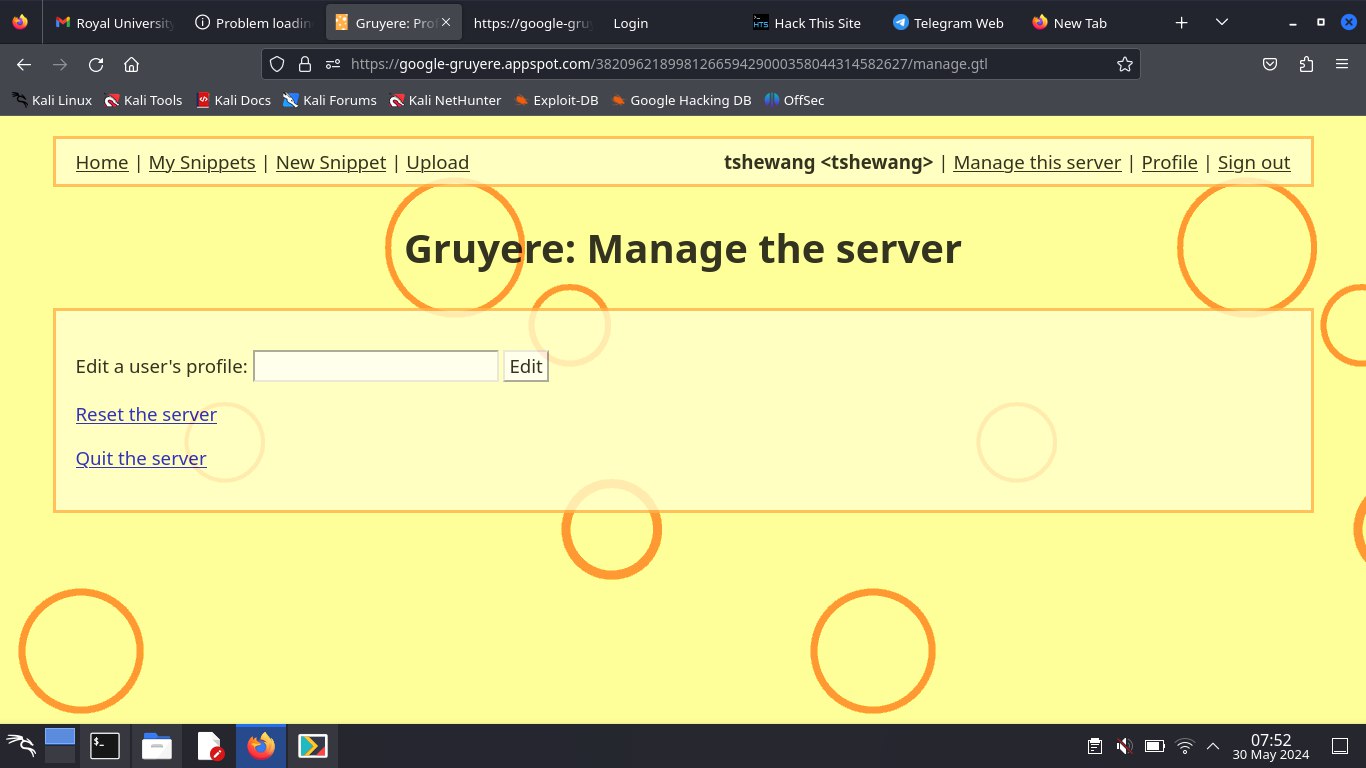 Royal University
Problem loadin
Gruyere: Prof
https://google-gru
Login
Hack This Site
Telegram Web
New Tab
https://google-gruyere.appspot.com/382096218998126659429000358044314582627/manage.gtl
Kali Linux Kali Tools Kali Docs Kali Forums Kali NetHunter Exploit-DB Google Hacking DB OffSec
Home | My Snippets | New Snippet | Upload
tshewang <tshewang> | Manage this server | Profile | Sign out
Gruyere: Manage the server
Edit a user's profile: Edit
Reset the server
Quit the server
07:52
30 May 2024